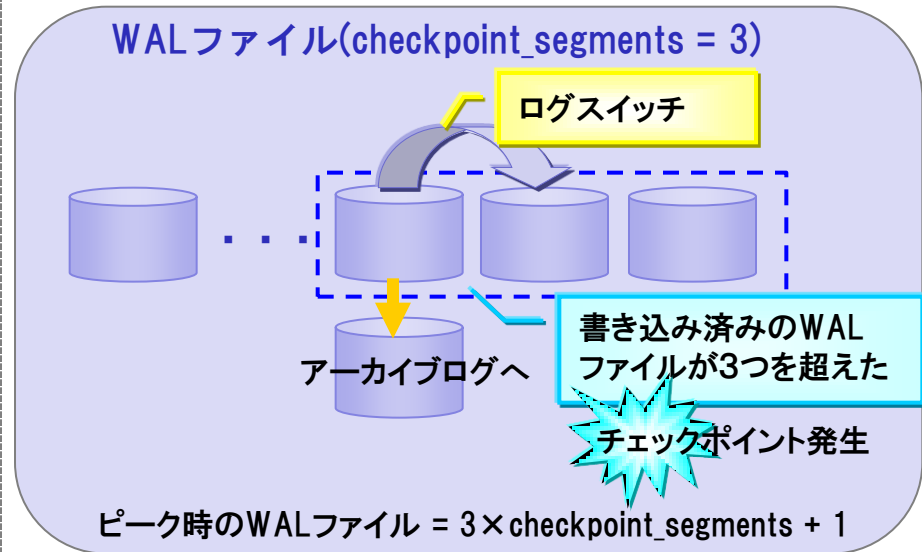 WALファイル(checkpoint_segments = 3)
ログスイッチ
・・・
書き込み済みのWAL
ファイルが3つを超えた
アーカイブログへ
チェックポイント発生
ピーク時のWALファイル = 3×checkpoint_segments + 1